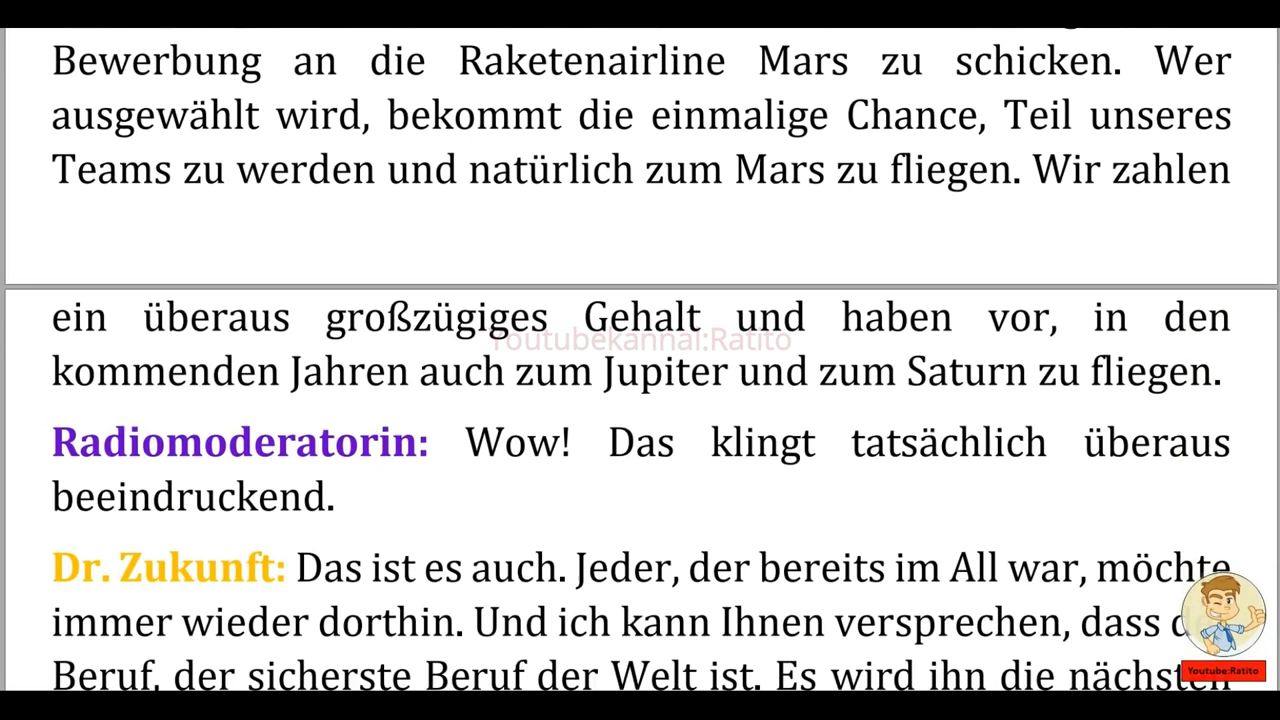 Bewerbung an die Raketenairline Mars zu schicken. Wer
ausgewählt wird, bekommt die einmalige Chance, Teil unseres
Teams zu werden und natürlich zum Mars zu fliegen. Wir zahlen
ein überaus großzügiges Gehalt und haben vor, in den
Youtubekannal:Ratito
kommenden Jahren auch zum Jupiter und zum Saturn zu fliegen.
Radiomoderatorin: Wow! Das klingt tatsächlich überaus
beeindruckend.
Dr. Zukunft: Das ist es auch. Jeder, der bereits im All war, möchte
immer wieder dorthin. Und ich kann Ihnen versprechen, dass
Beruf, der sicherste Beruf der Welt ist. Es wird ihn die nächsten
Youtube:Ratito